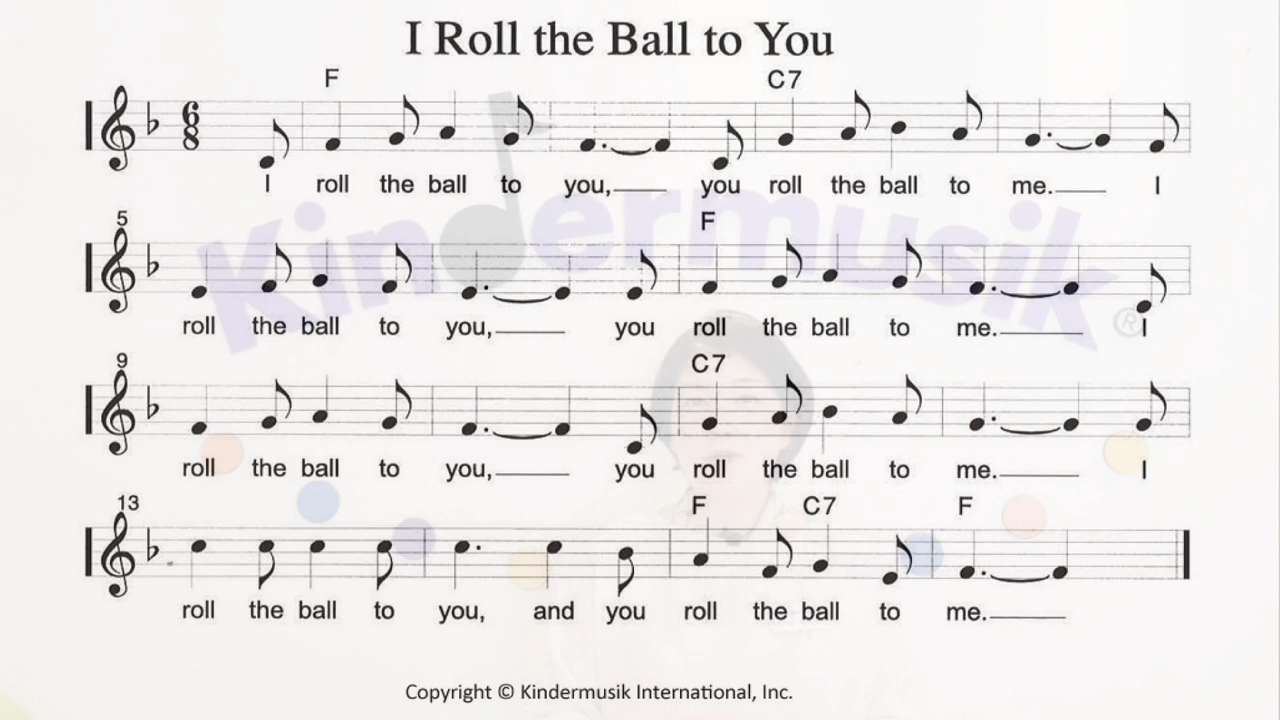 I Roll the Ball to You
F C7
I roll the ball to you, you roll the ball to me. I
5 F
roll the ball to you, you roll the ball to me. I
9 C7
roll the ball to you, you roll the ball to me. I
13 F C7 F
roll the ball to you, and you roll the ball to me.
Kindermusik ®
Copyright © Kindermusik International, Inc.